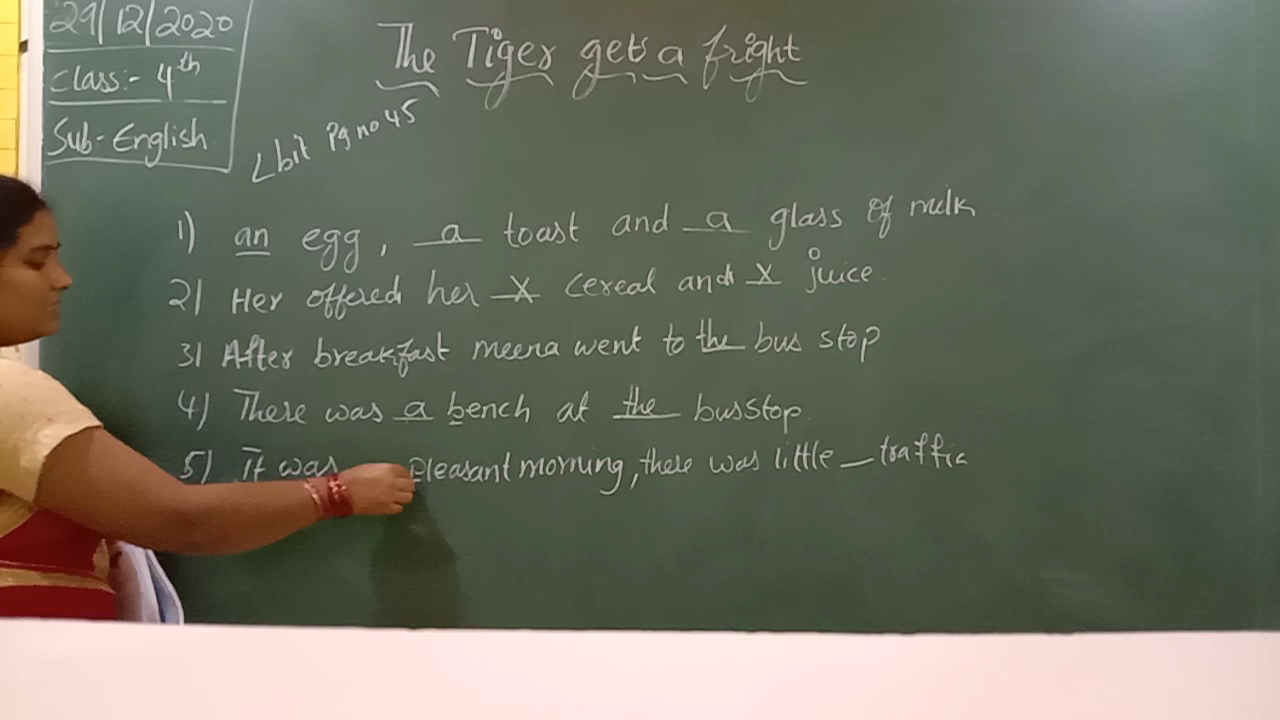 29/12/2020
Class:- 4th
Sub- English
The Tiger gets a fright
L bit Pg no 45
1) an egg, a toast and a glass of milk
2) Her offered her X cereal and X juice.
3) After breakfast meena went to the bus stop
4) There was a bench at the busstop.
5) It was pleasant morning, there was little _ traffic